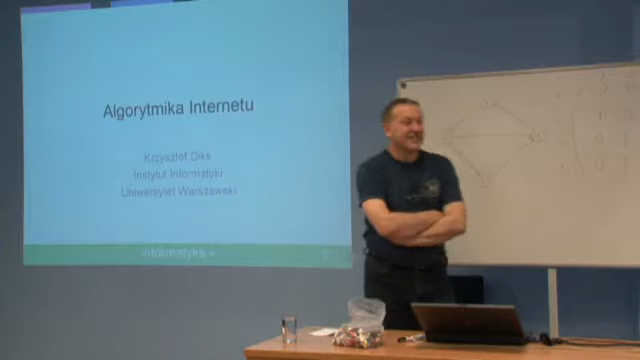 Algorytmika Internetu
Krzysztof Diks
Instytut Informatyki
Uniwersytet Warszawski
informatyka +